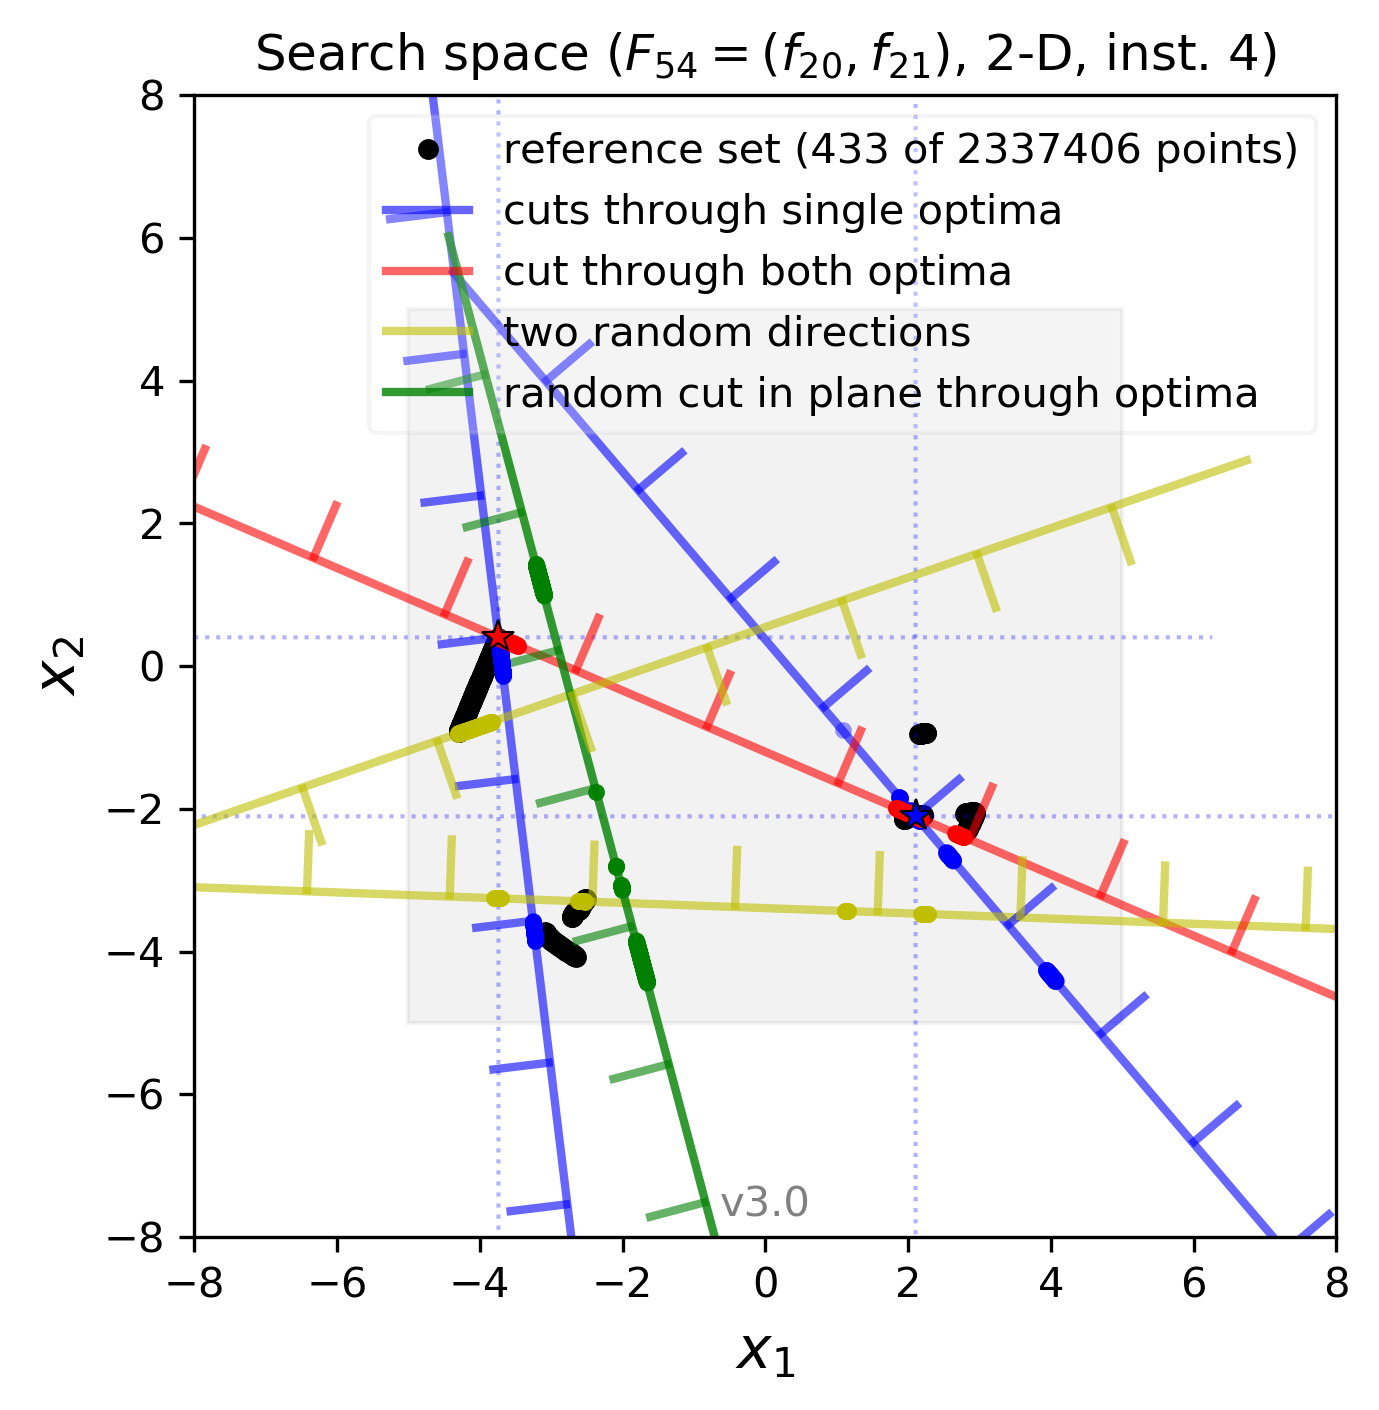 Search space (F₅₄ = (f₂₀, f₂₁), 2-D, inst. 4)
reference set (433 of 2337406 points)
cuts through single optima
cut through both optima
two random directions
random cut in plane through optima
8
6
4
2
0
−2
−4
−6
−8
x₂
v3.0
−8 −6 −4 −2 0 2 4 6 8
x₁